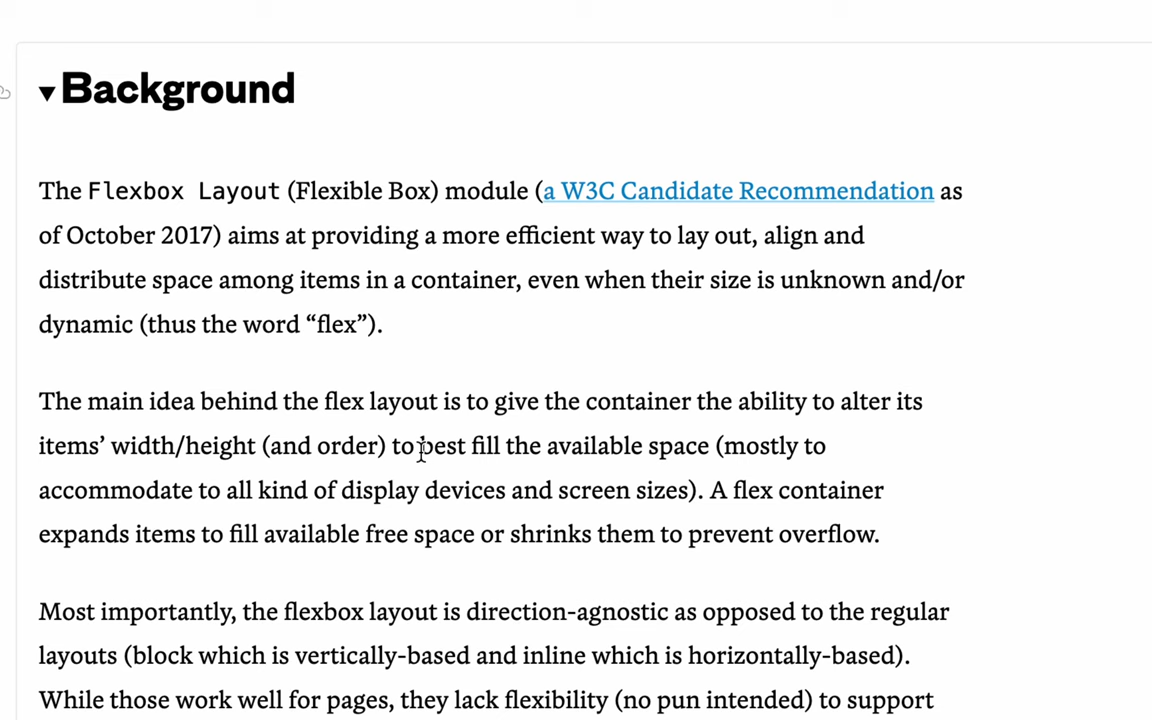 Background
The Flexbox Layout (Flexible Box) module (a W3C Candidate Recommendation as
of October 2017) aims at providing a more efficient way to lay out, align and
distribute space among items in a container, even when their size is unknown and/or
dynamic (thus the word “flex”).
The main idea behind the flex layout is to give the container the ability to alter its
items’ width/height (and order) to best fill the available space (mostly to
accommodate to all kind of display devices and screen sizes). A flex container
expands items to fill available free space or shrinks them to prevent overflow.
Most importantly, the flexbox layout is direction-agnostic as opposed to the regular
layouts (block which is vertically-based and inline which is horizontally-based).
While those work well for pages, they lack flexibility (no pun intended) to support